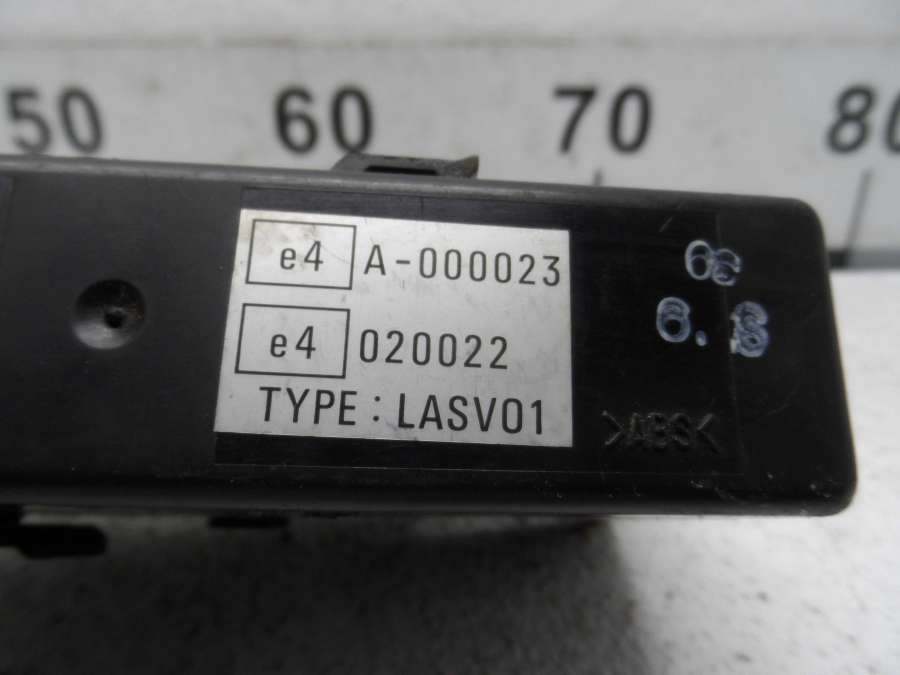 50 60 70 80
e4 A-000023
e4 020022
TYPE: LASV01
>ABS<